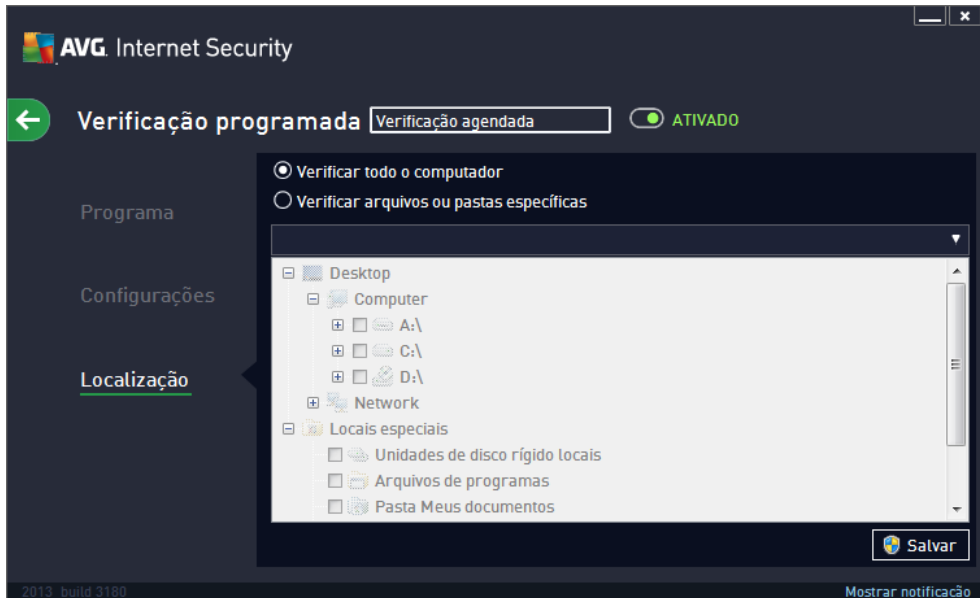 AVG. Internet Security
Verificação programada
Verificação agendada
ATIVADO
Programa
Configurações
Localização
Verificar todo o computador
Verificar arquivos ou pastas específicas
Desktop
Computer
A:\
C:\
D:\
Network
Locais especiais
Unidades de disco rígido locais
Arquivos de programas
Pasta Meus documentos
Salvar
2013 build 3180
Mostrar notificação